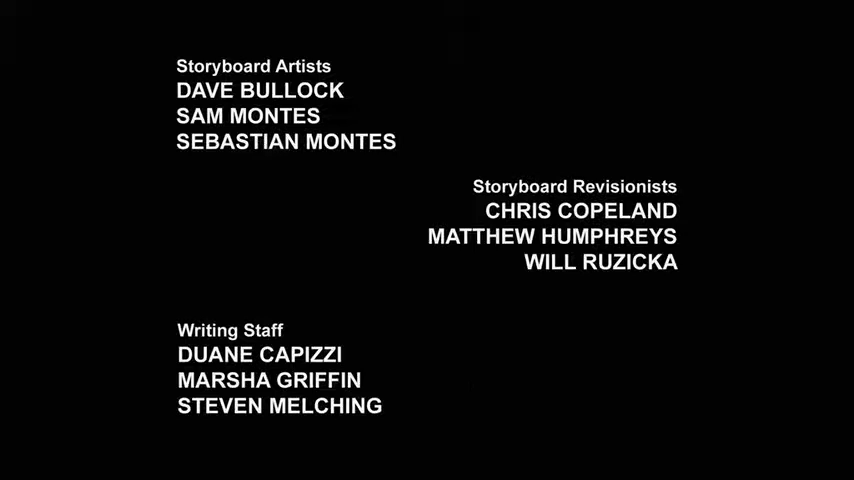 Storyboard Artists
DAVE BULLOCK
SAM MONTES
SEBASTIAN MONTES
Storyboard Revisionists
CHRIS COPELAND
MATTHEW HUMPHREYS
WILL RUZICKA
Writing Staff
DUANE CAPIZZI
MARSHA GRIFFIN
STEVEN MELCHING